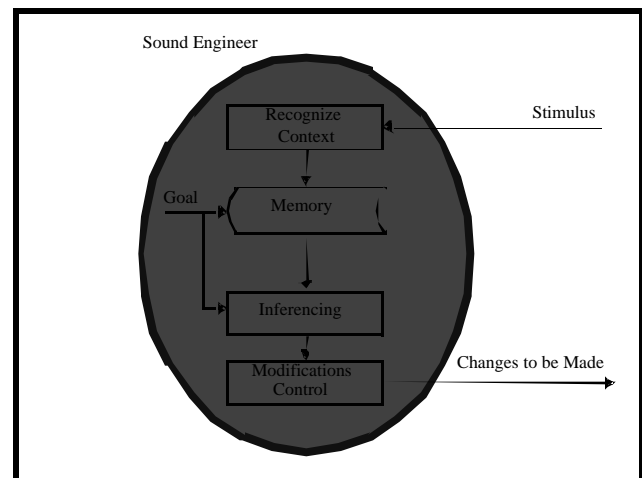 Sound Engineer
Recognize
Context
Stimulus
Goal
Memory
Inferencing
Modifications
Control
Changes to be Made